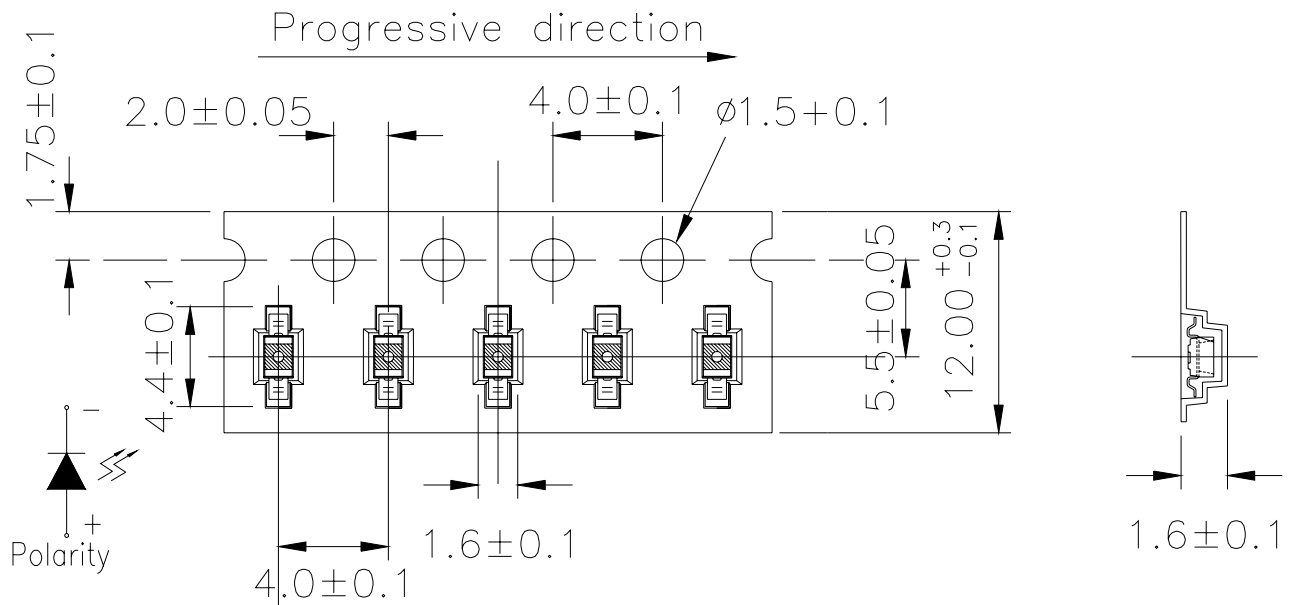 Progressive direction
1.75±0.1
2.0±0.05
4.0±0.1
ø1.5+0.1
4.4±0.1
5.5±0.05
12.00 +0.3 -0.1
-
+
Polarity
4.0±0.1
1.6±0.1
1.6±0.1